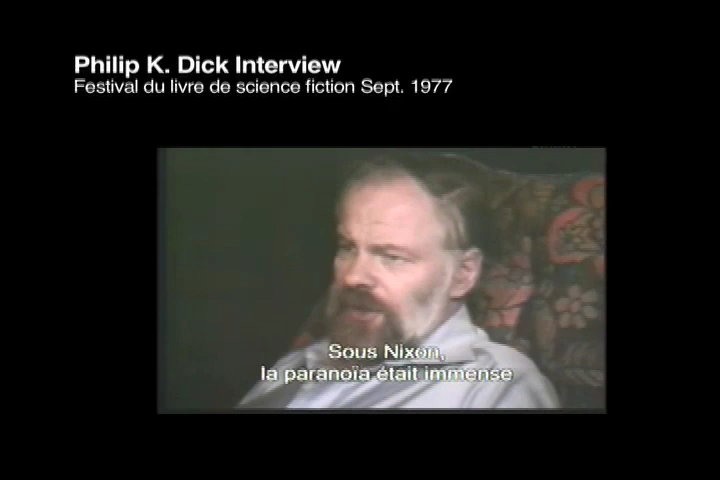 Philip K. Dick Interview
Festival du livre de science fiction Sept. 1977
Sous Nixon,
la paranoïa était immense